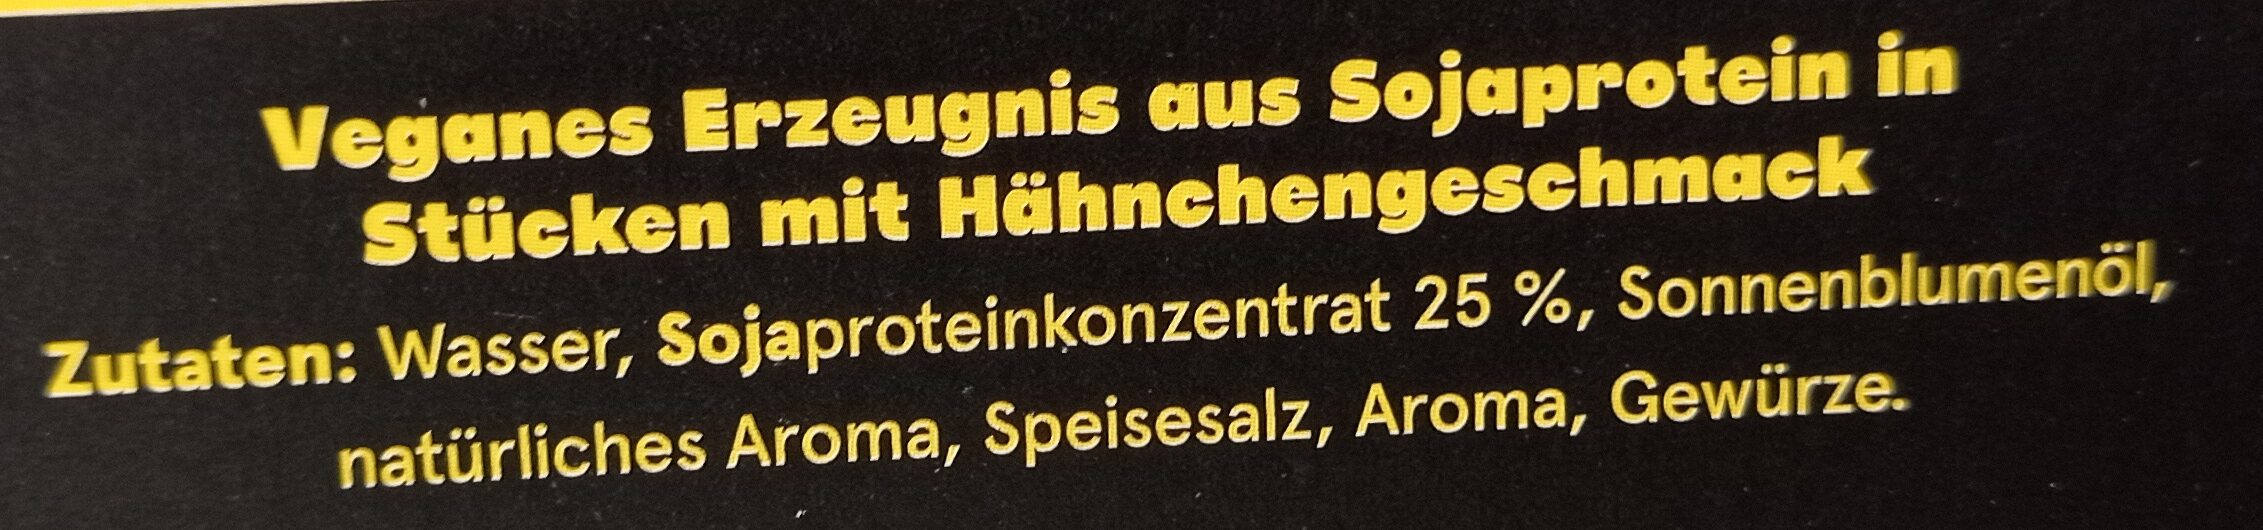 Veganes Erzeugnis aus Sojaprotein in
Stücken mit Hähnchengeschmack
Zutaten: Wasser, Sojaproteinkonzentrat 25 %, Sonnenblumenöl,
natürliches Aroma, Speisesalz, Aroma, Gewürze.